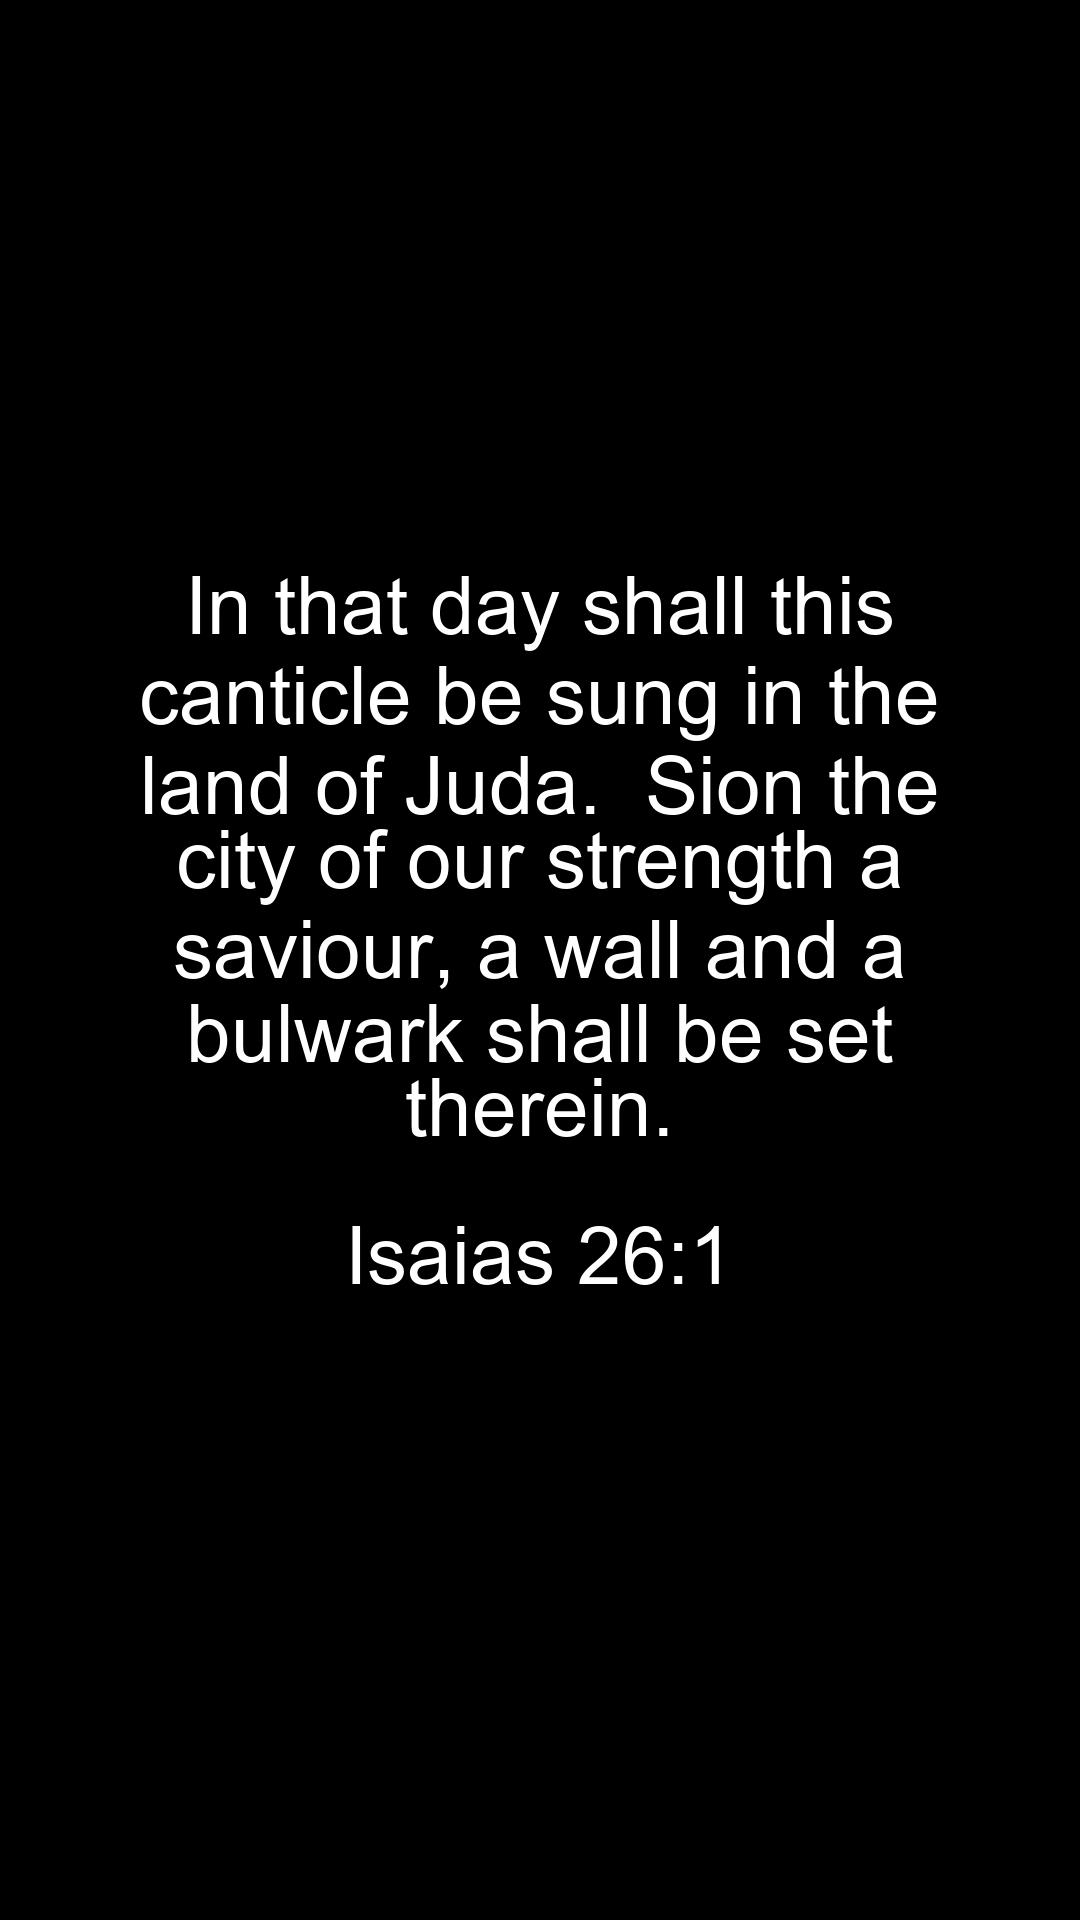 In that day shall this
canticle be sung in the
land of Juda.  Sion the
city of our strength a
saviour, a wall and a
bulwark shall be set
therein.
Isaias 26:1